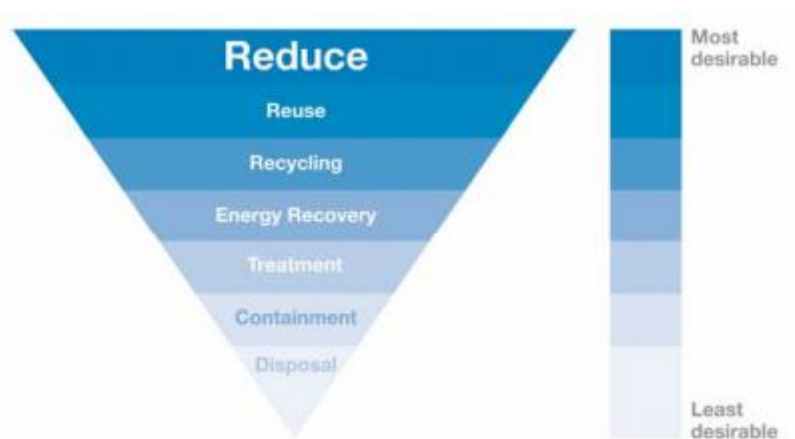 Reduce
Reuse
Recycling
Energy Recovery
Treatment
Containment
Disposal
Most
desirable
Least
desirable